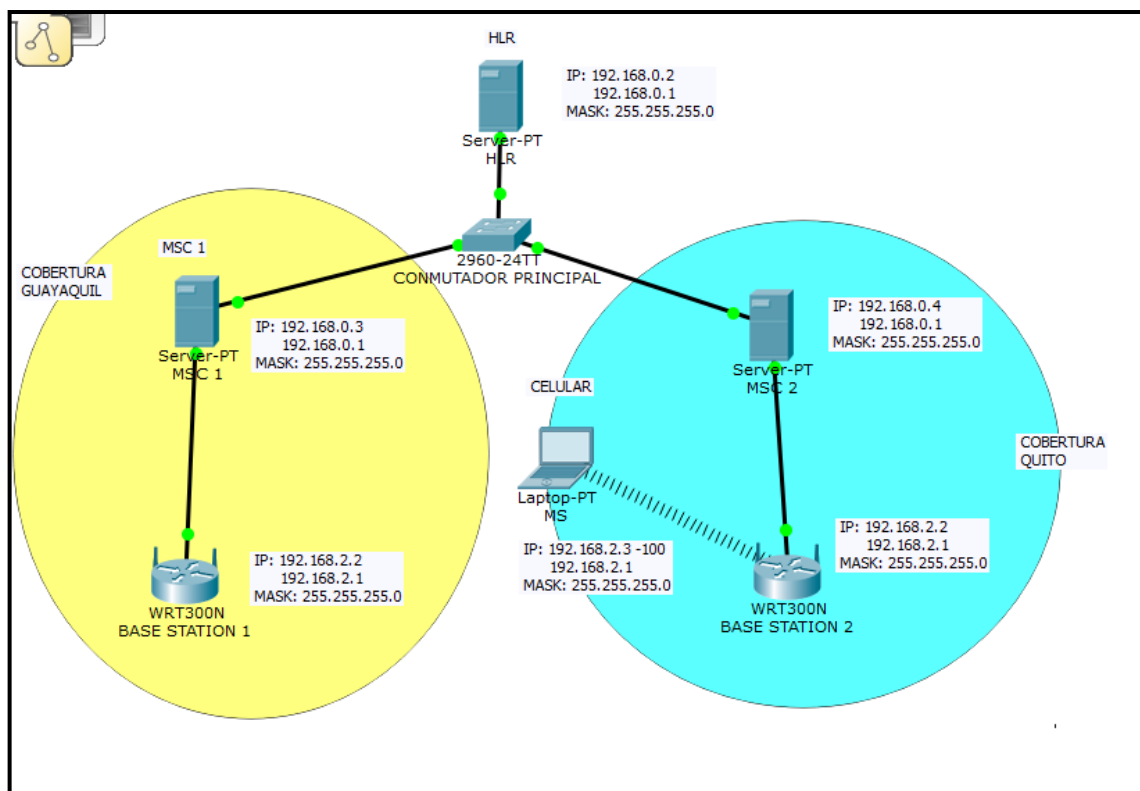 HLR
IP: 192.168.0.2
192.168.0.1
MASK: 255.255.255.0
Server-PT
HLR
MSC 1
2960-24TT
CONMUTADOR PRINCIPAL
COBERTURA
GUAYAQUIL
IP: 192.168.0.3
192.168.0.1
MASK: 255.255.255.0
Server-PT
MSC 1
IP: 192.168.0.4
192.168.0.1
MASK: 255.255.255.0
Server-PT
MSC 2
CELULAR
COBERTURA
QUITO
Laptop-PT
MS
IP: 192.168.2.3 -100
192.168.2.1
MASK: 255.255.255.0
IP: 192.168.2.2
192.168.2.1
MASK: 255.255.255.0
WRT300N
BASE STATION 1
IP: 192.168.2.2
192.168.2.1
MASK: 255.255.255.0
WRT300N
BASE STATION 2